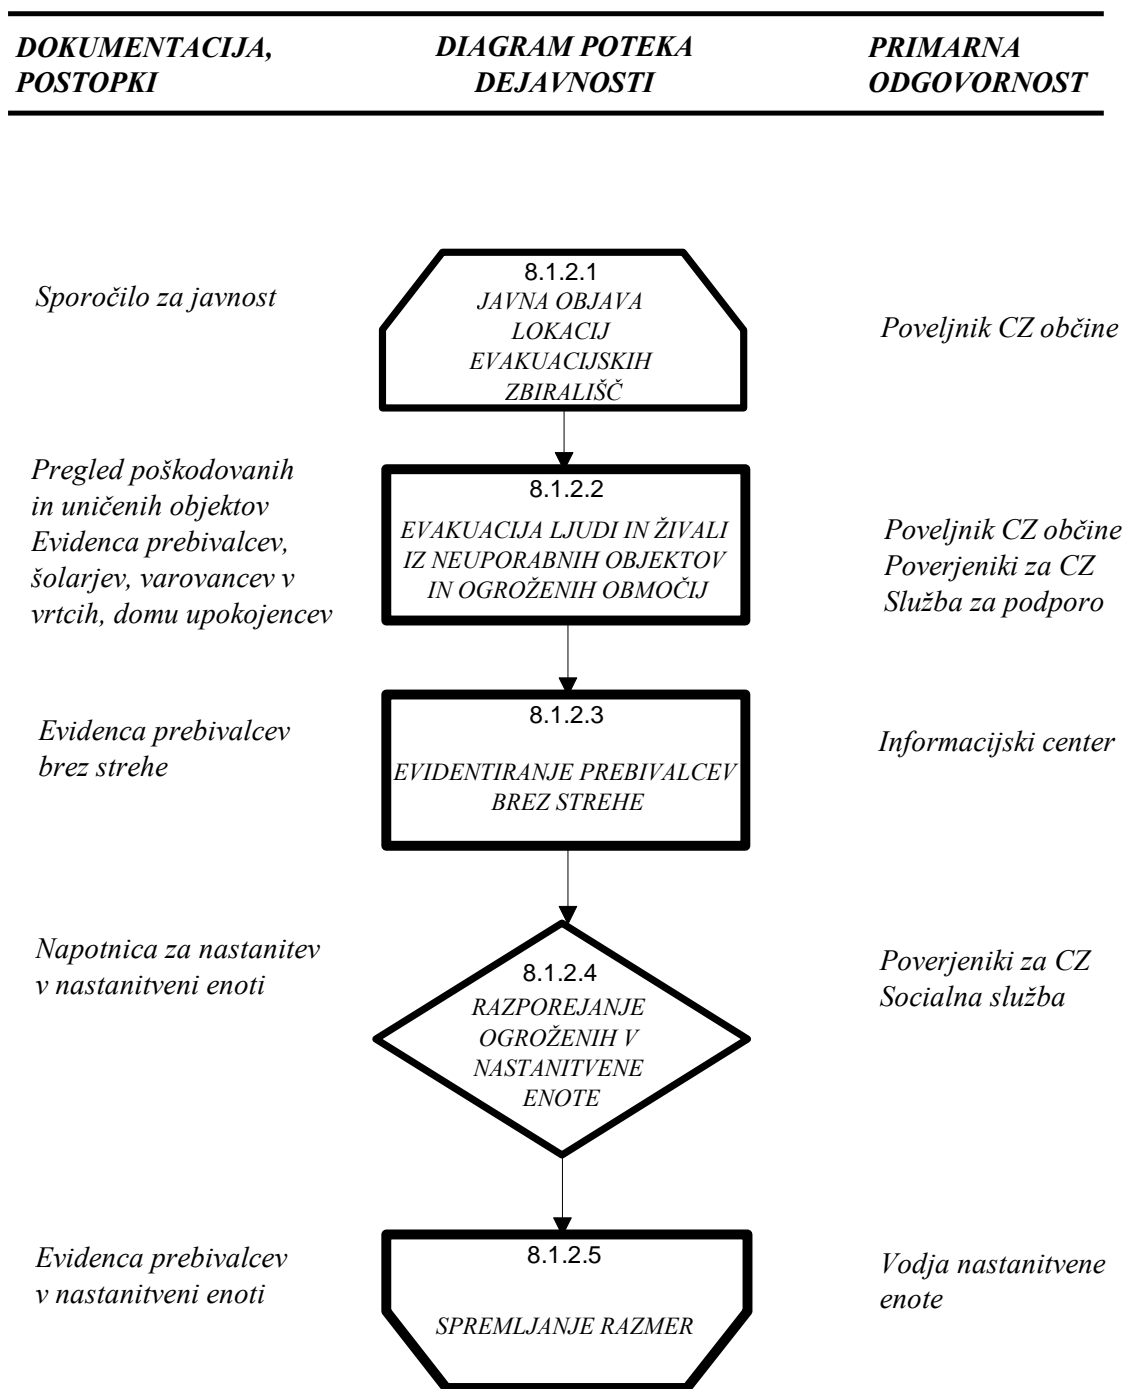 DOKUMENTACIJA,
POSTOPKI
DIAGRAM POTEKA
DEJAVNOSTI
PRIMARNA
ODGOVORNOST
Sporočilo za javnost
8.1.2.1
JAVNA OBJAVA
LOKACIJ
EVAKUACIJSKIH
ZBIRALIŠČ
Poveljnik CZ občine
Pregled poškodovanih
in uničenih objektov
Evidenca prebivalcev,
šolarjev, varovancev v
vrtcih, domu upokojencev
8.1.2.2
EVAKUACIJA LJUDI IN ŽIVALI
IZ NEUPORABNIH OBJEKTOV
IN OGROŽENIH OBMOČIJ
Poveljnik CZ občine
Poverjeniki za CZ
Služba za podporo
Evidenca prebivalcev
brez strehe
8.1.2.3
EVIDENTIRANJE PREBIVALCEV
BREZ STREHE
Informacijski center
Napotnica za nastanitev
v nastanitveni enoti
8.1.2.4
RAZPOREJANJE
OGROŽENIH V
NASTANITVENE
ENOTE
Poverjeniki za CZ
Socialna služba
Evidenca prebivalcev
v nastanitveni enoti
8.1.2.5
SPREMLJANJE RAZMER
Vodja nastanitvene
enote